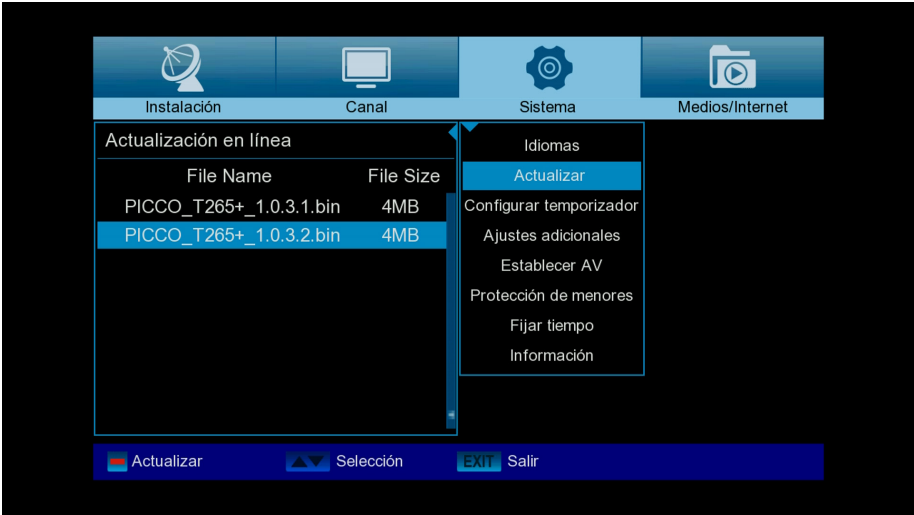 Instalación
Canal
Sistema
Medios/Internet
Actualización en línea
File Name File Size
PICCO_T265+_1.0.3.1.bin 4MB
PICCO_T265+_1.0.3.2.bin 4MB
Idiomas
Actualizar
Configurar temporizador
Ajustes adicionales
Establecer AV
Protección de menores
Fijar tiempo
Información
Actualizar
Selección
EXIT Salir